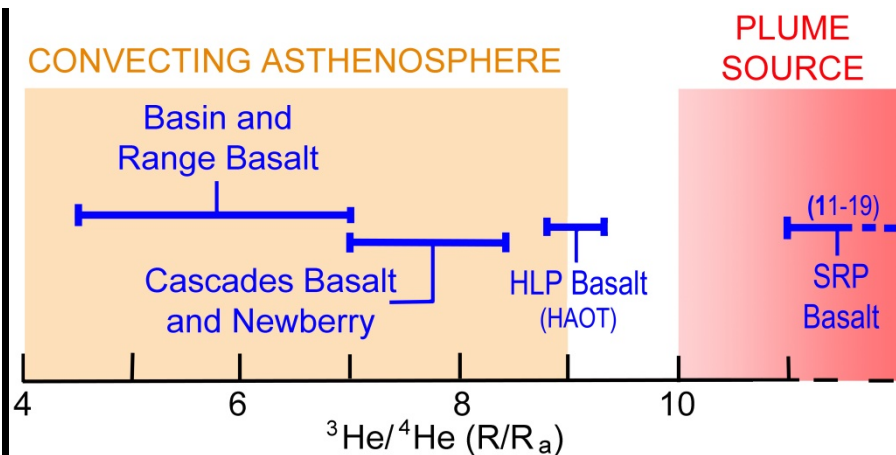 CONVECTING ASTHENOSPHERE
PLUME
SOURCE
Basin and
Range Basalt
Cascades Basalt
and Newberry
HLP Basalt
(HAOT)
(11-19)
SRP
Basalt
4 6 8 10
³He/⁴He (R/Rₐ)